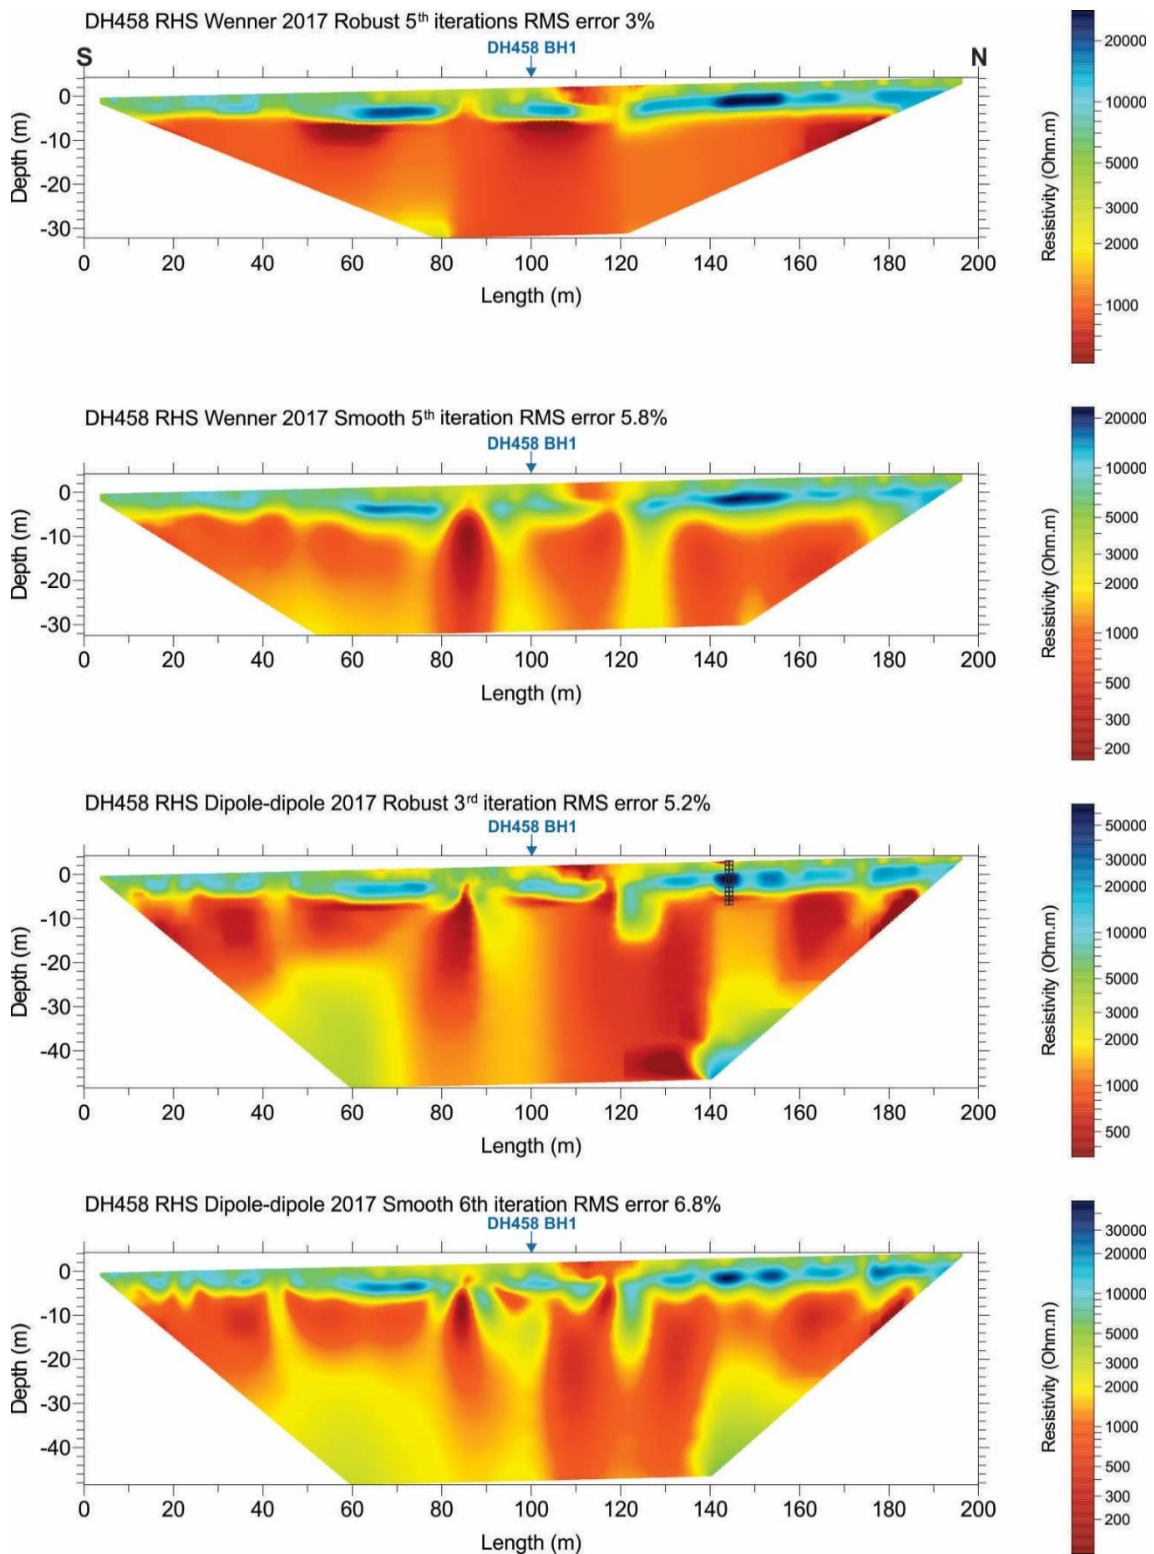 DH458 RHS Wenner 2017 Robust 5th iterations RMS error 3%
S DH458 BH1 N
0
-10
-20
-30
Depth (m)
0 20 40 60 80 100 120 140 160 180 200
Length (m)
20000
10000
5000
3000
2000
1000
Resistivity (Ohm.m)
DH458 RHS Wenner 2017 Smooth 5th iteration RMS error 5.8%
DH458 BH1
0
-10
-20
-30
Depth (m)
0 20 40 60 80 100 120 140 160 180 200
Length (m)
20000
10000
5000
3000
2000
1000
500
300
200
Resistivity (Ohm.m)
DH458 RHS Dipole-dipole 2017 Robust 3rd iteration RMS error 5.2%
DH458 BH1
0
-10
-20
-30
-40
Depth (m)
0 20 40 60 80 100 120 140 160 180 200
Length (m)
50000
30000
20000
10000
5000
3000
2000
1000
500
Resistivity (Ohm.m)
DH458 RHS Dipole-dipole 2017 Smooth 6th iteration RMS error 6.8%
DH458 BH1
0
-10
-20
-30
-40
Depth (m)
0 20 40 60 80 100 120 140 160 180 200
Length (m)
30000
20000
10000
5000
3000
2000
1000
500
300
200
Resistivity (Ohm.m)